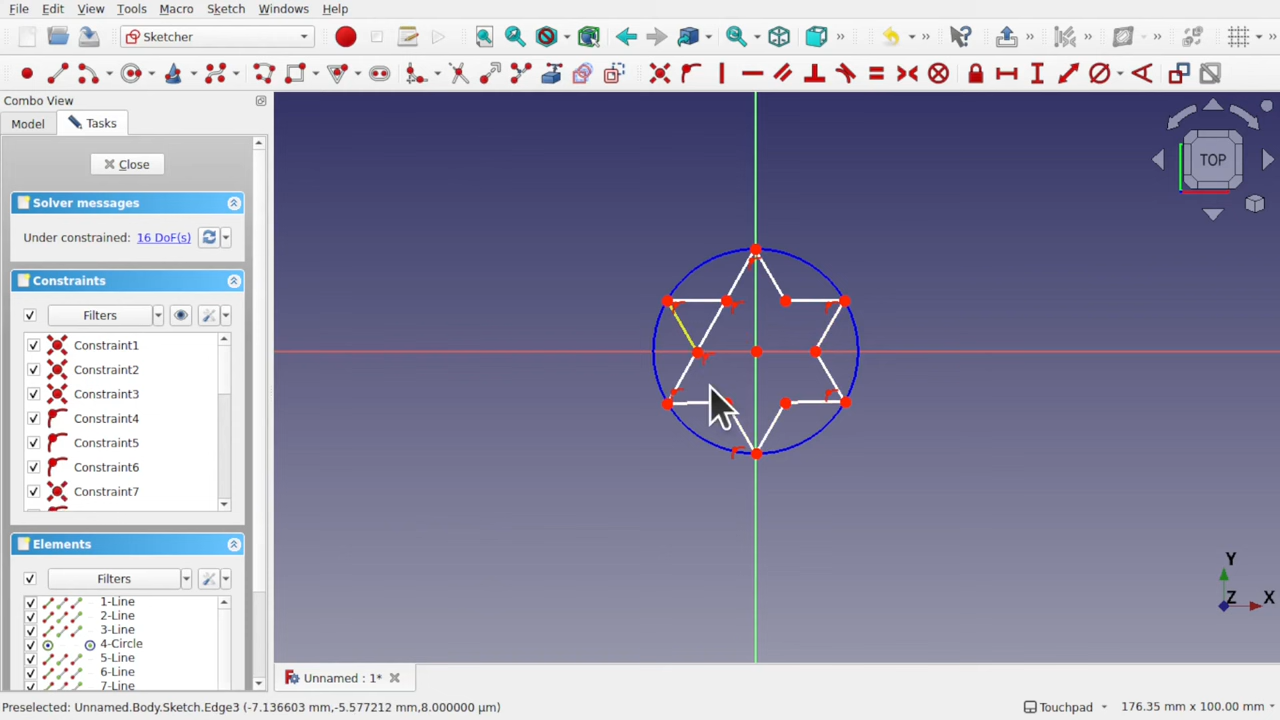 File Edit View Tools Macro Sketch Windows Help
Sketcher
Combo View
Model Tasks
Close
Solver messages
Under constrained: 16 DoF(s)
Constraints
Filters
Constraint1
Constraint2
Constraint3
Constraint4
Constraint5
Constraint6
Constraint7
Elements
Filters
1-Line
2-Line
3-Line
4-Circle
5-Line
6-Line
7-Line
TOP
Y
Z X
Unnamed : 1*
Preselected: Unnamed.Body.Sketch.Edge3 (-7.136603 mm,-5.577212 mm,8.000000 μm) Touchpad 176.35 mm x 100.00 mm